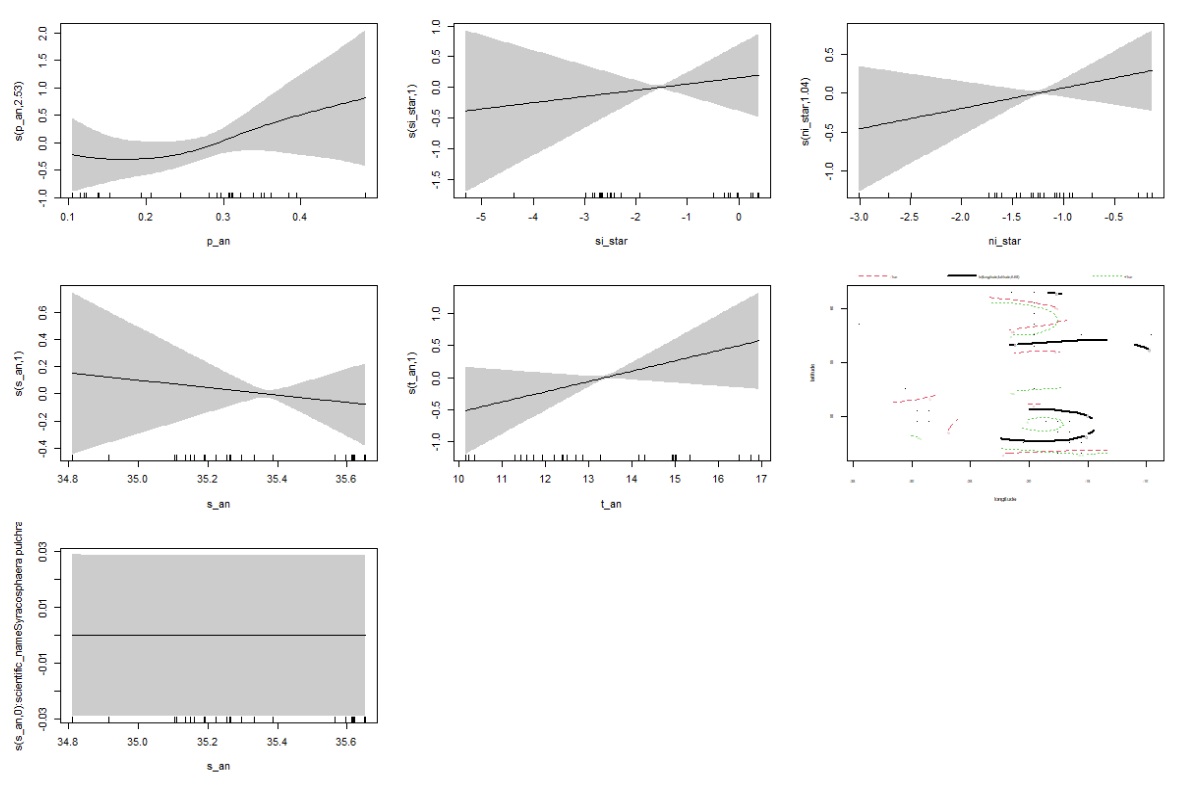 s(p_an,2.53)
2.0
1.5
1.0
0.5
0.0
-0.5
-1.0
0.1 0.2 0.3 0.4
p_an
s(si_star,1)
1.0
0.5
0.0
-0.5
-1.0
-1.5
-5 -4 -3 -2 -1 0
si_star
s(ni_star,1.04)
0.5
0.0
-0.5
-1.0
-3.0 -2.5 -2.0 -1.5 -1.0 -0.5
ni_star
s(s_an,1)
0.6
0.4
0.2
0.0
-0.2
-0.4
34.8 35.0 35.2 35.4 35.6
s_an
s(t_an,1)
1.0
0.5
0.0
-0.5
-1.0
10 11 12 13 14 15 16 17
t_an
latitude
longitude
s(s_an,0):scientific_nameSyracosphaera pulchra
0.03
0.01
-0.01
-0.03
34.8 35.0 35.2 35.4 35.6
s_an